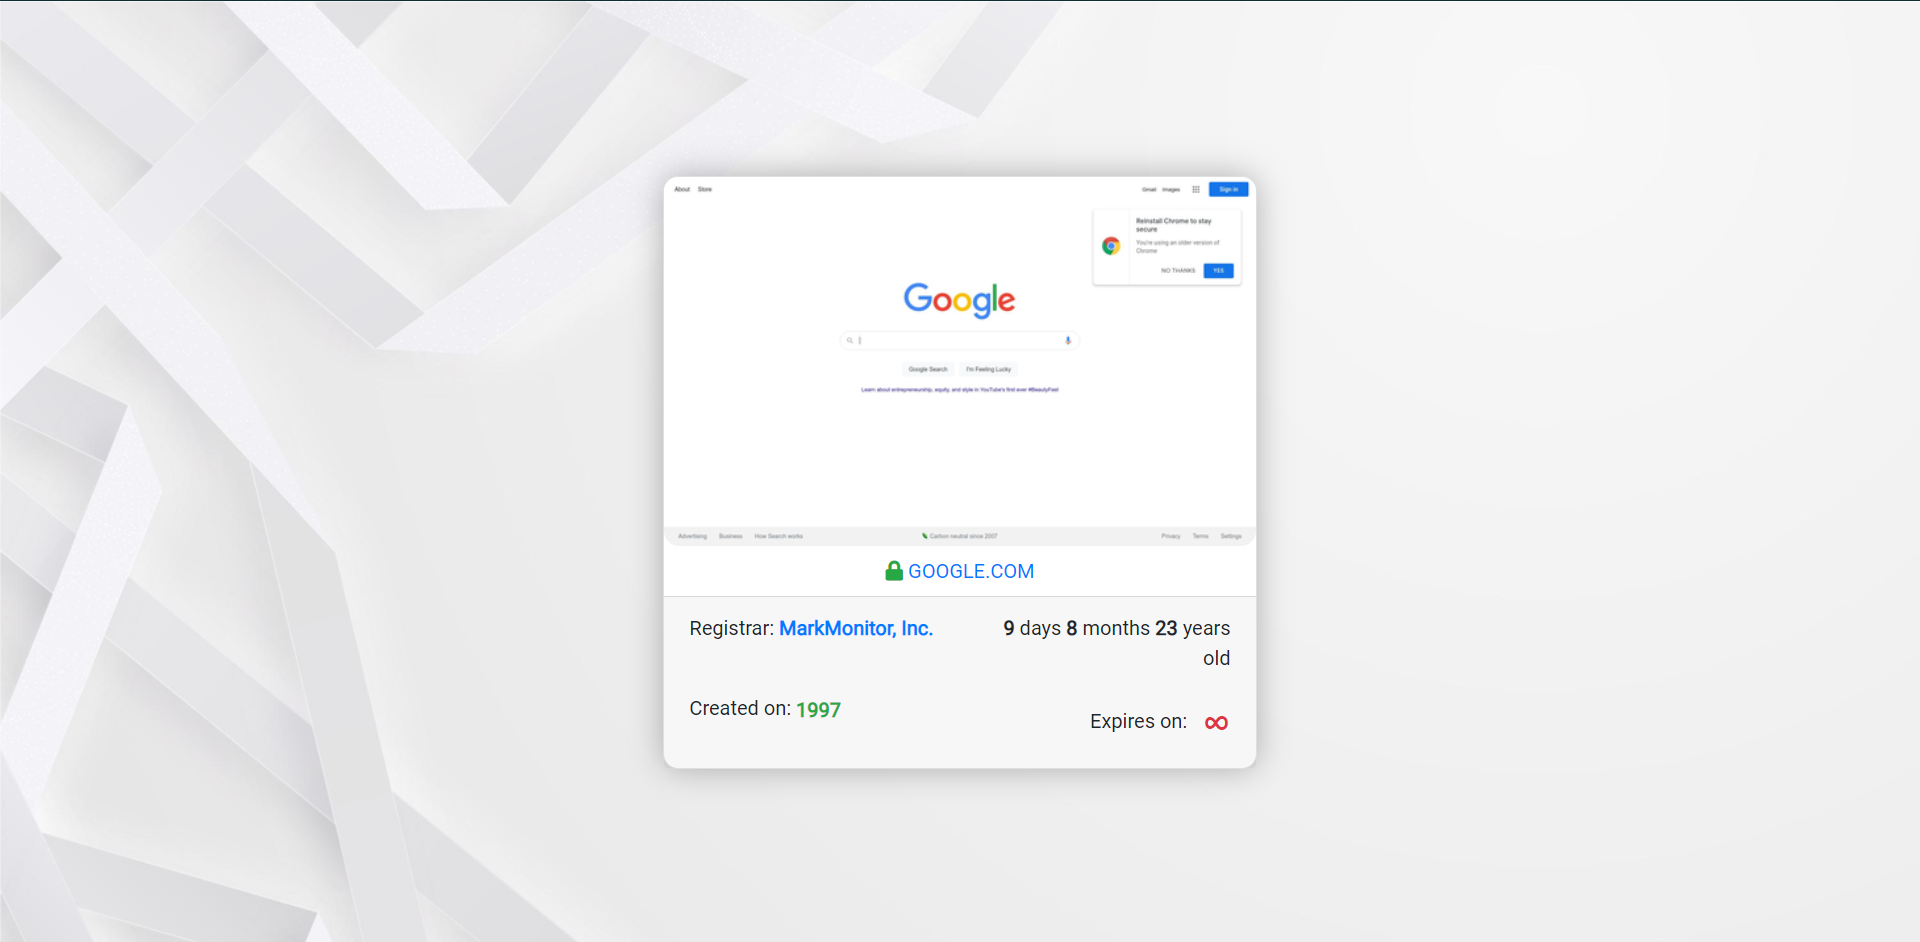 About Store Gmail Images Sign in
Reinstall Chrome to stay
secure
You're using an older version of
Chrome
NO THANKS YES
Google
Google Search I'm Feeling Lucky
Learn about entrepreneurship, equity, and style in YouTube's first ever #BeautyFest
Advertising Business How Search works Carbon neutral since 2007 Privacy Terms Settings
GOOGLE.COM
Registrar: MarkMonitor, Inc. 9 days 8 months 23 years
old
Created on: 1997
Expires on: ∞